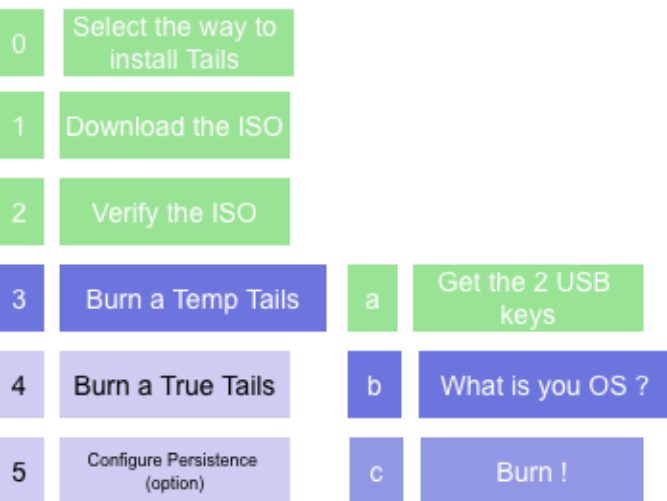 0 Select the way to
install Tails
1 Download the ISO
2 Verify the ISO
3 Burn a Temp Tails
a Get the 2 USB
keys
4 Burn a True Tails
b What is you OS ?
5 Configure Persistence
(option)
c Burn !